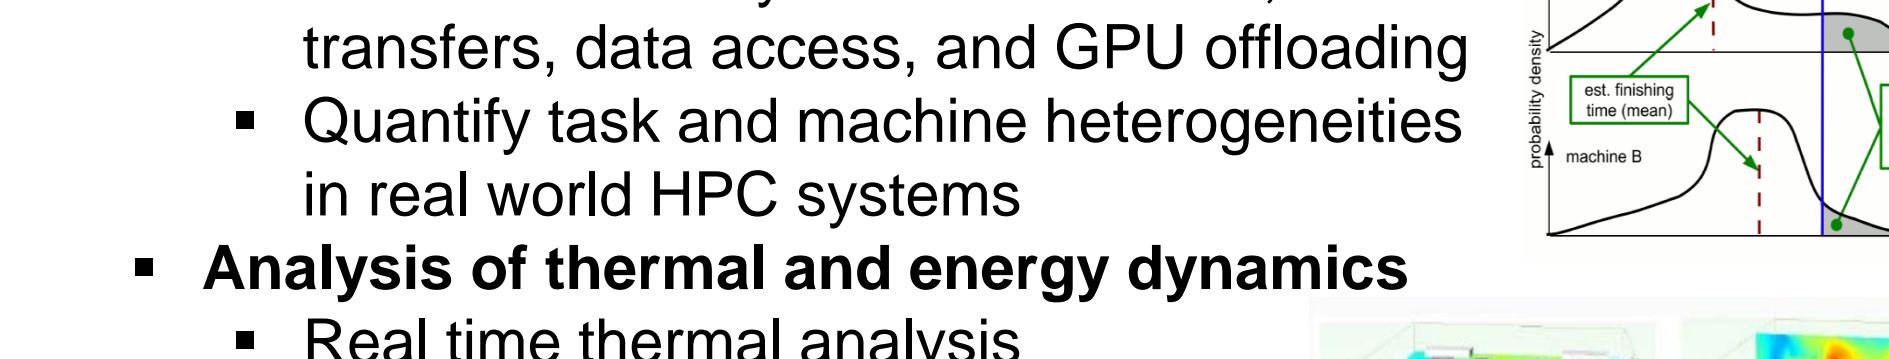 transfers, data access, and GPU offloading
▪ Quantify task and machine heterogeneities
in real world HPC systems
▪ Analysis of thermal and energy dynamics
▪ Real time thermal analysis
probability density
est. finishing
time (mean)
machine B